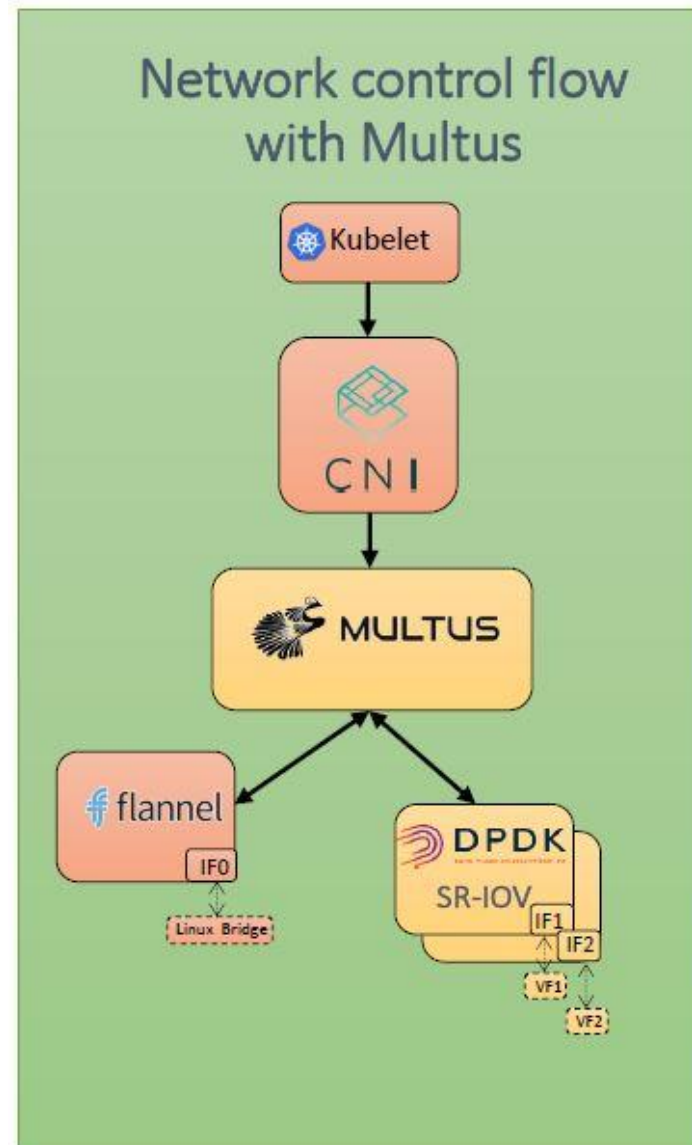 Network control flow
with Multus
Kubelet
CNI
MULTUS
flannel
IF0
Linux Bridge
DPDK
SR-IOV
IF1
IF2
VF1
VF2